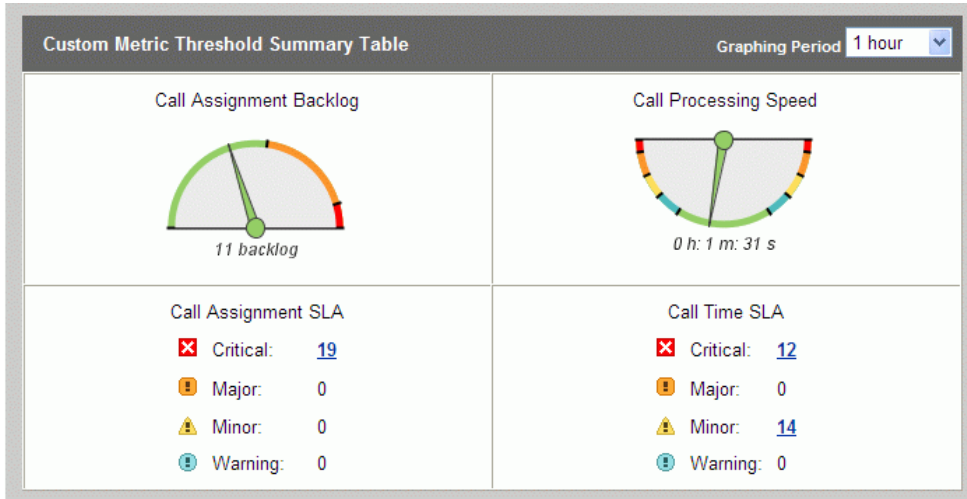 Custom Metric Threshold Summary Table
Graphing Period 1 hour
Call Assignment Backlog
11 backlog
Call Processing Speed
0 h: 1 m: 31 s
Call Assignment SLA
Critical: 19
Major: 0
Minor: 0
Warning: 0
Call Time SLA
Critical: 12
Major: 0
Minor: 14
Warning: 0